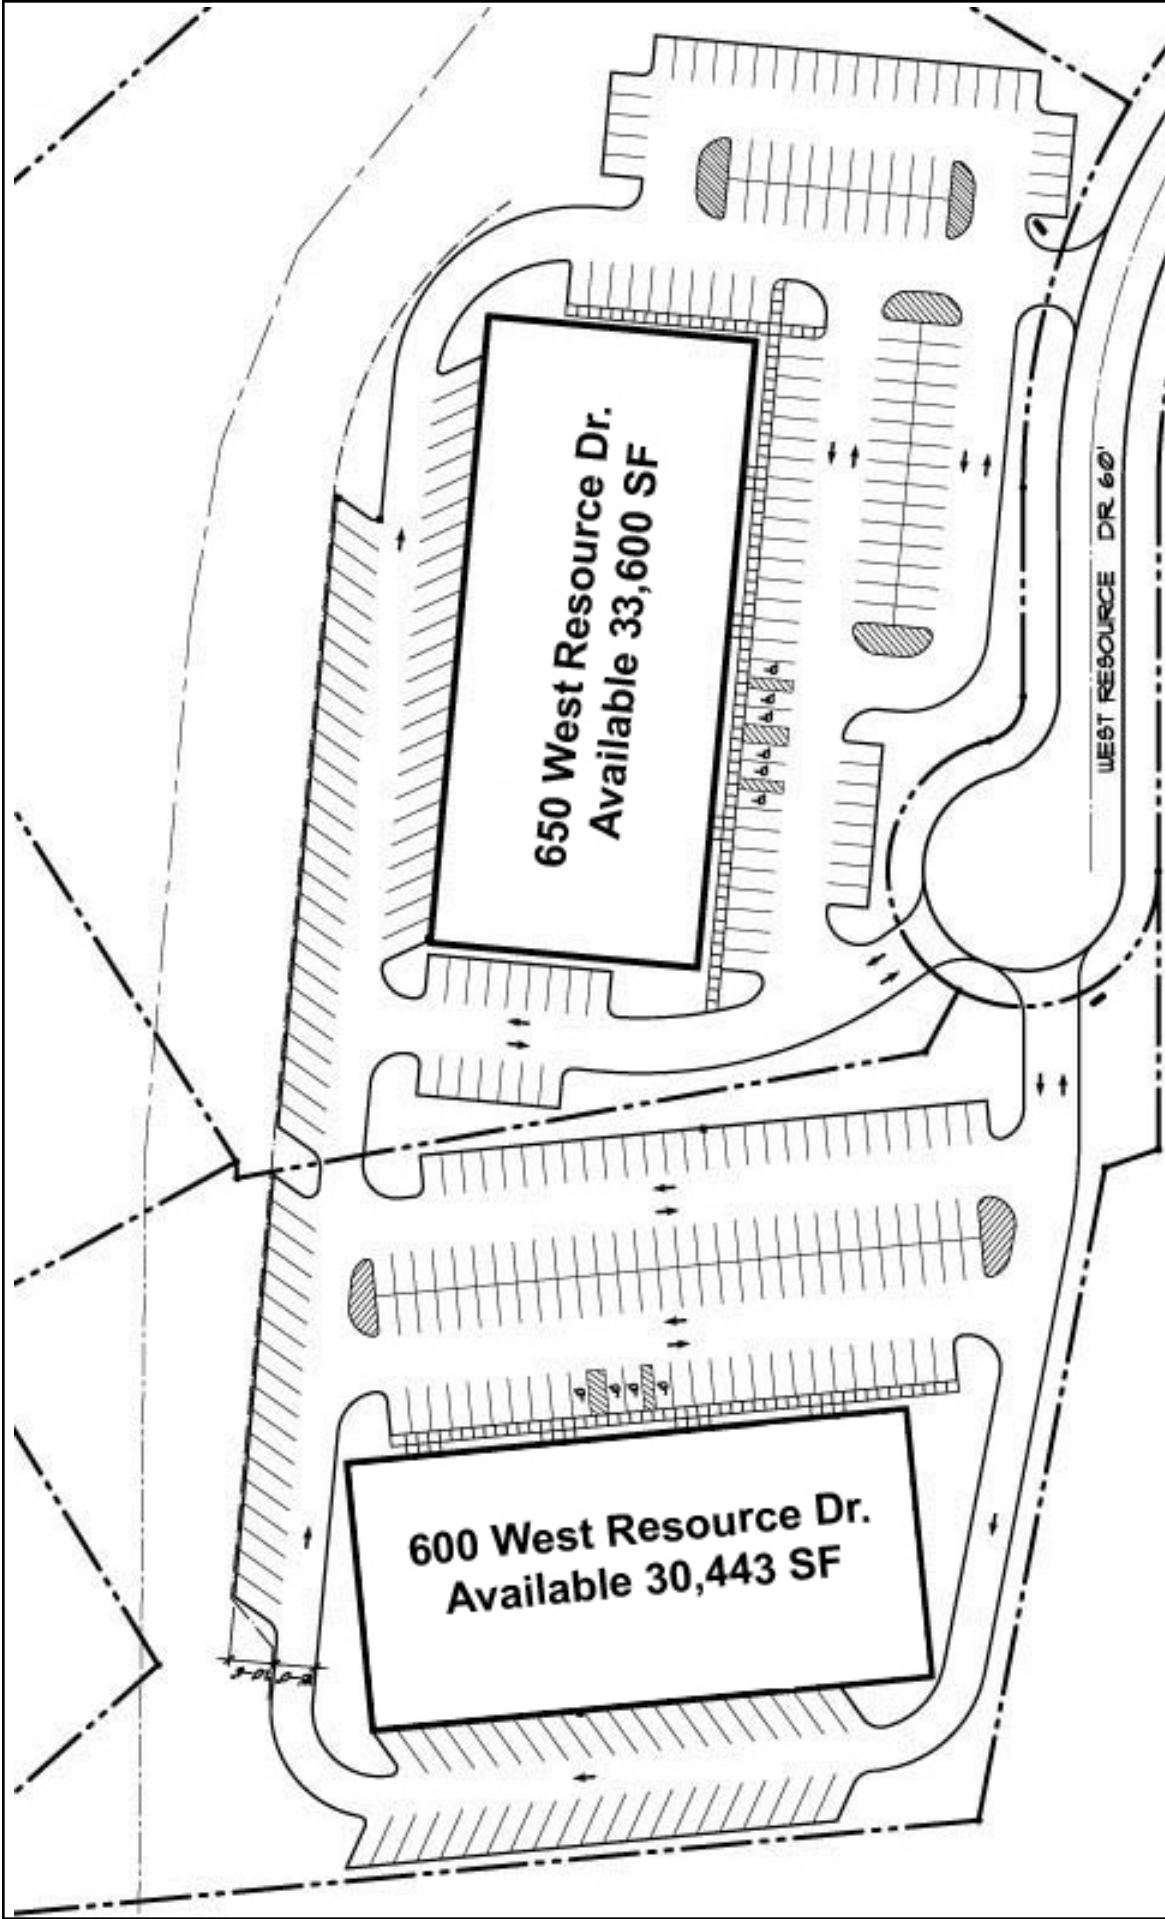 650 West Resource Dr.
Available 33,600 SF
WEST RESOURCE DR 60'
600 West Resource Dr.
Available 30,443 SF